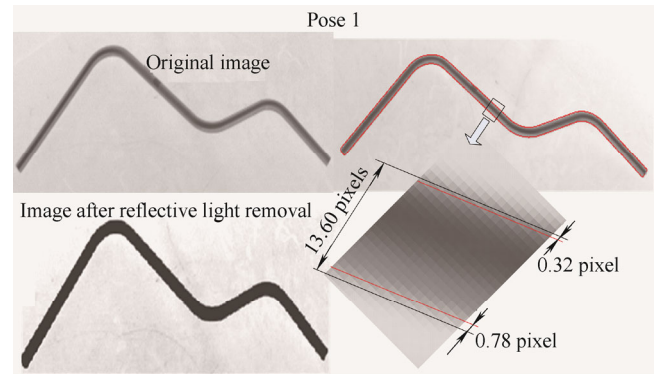 Pose 1
Original image
Image after reflective light removal
13.60 pixels
0.32 pixel
0.78 pixel